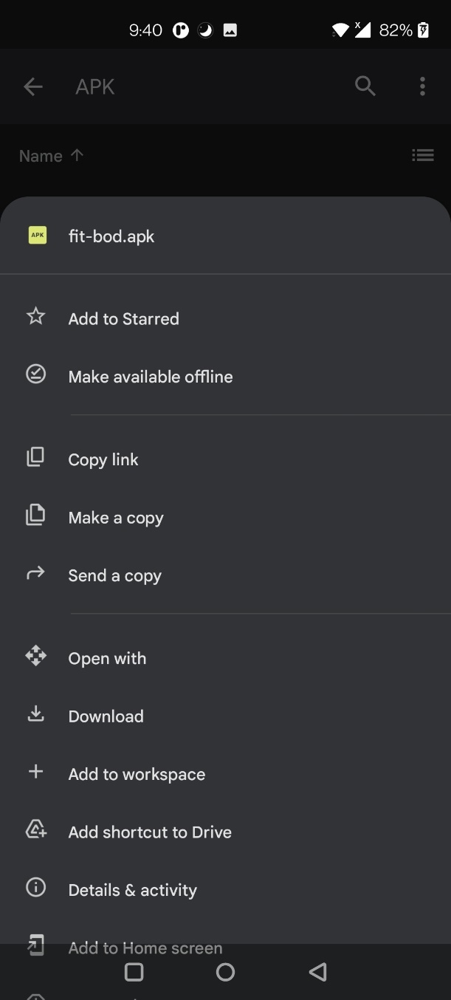 9:40
x
82%
APK
Name
APK
fit-bod.apk
Add to Starred
Make available offline
Copy link
Make a copy
Send a copy
Open with
Download
Add to workspace
Add shortcut to Drive
Details & activity
Add to Home screen